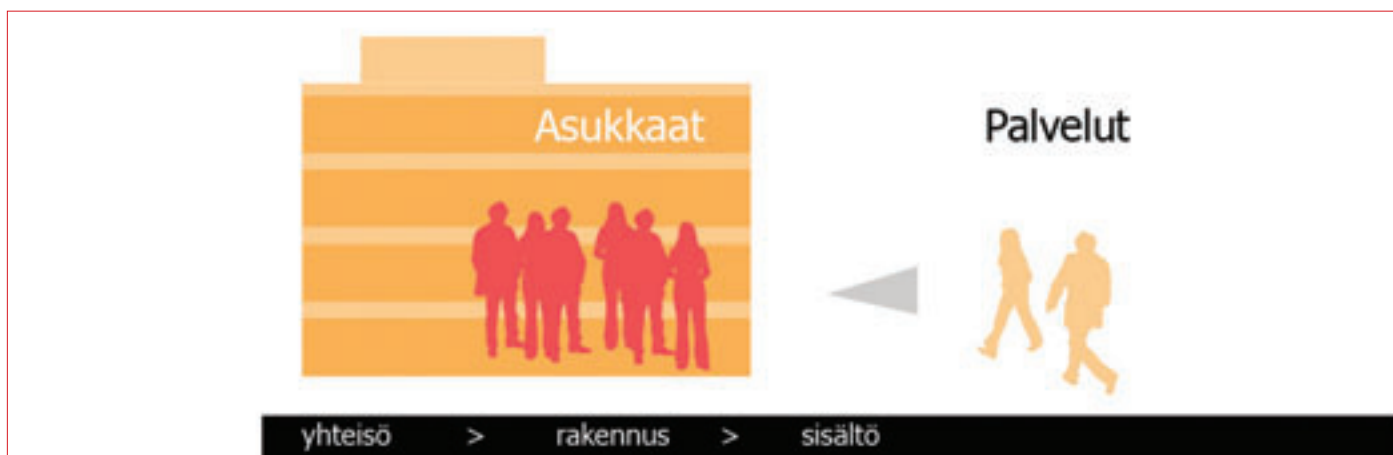 Asukkaat
Palvelut
yhteisö > rakennus > sisältö